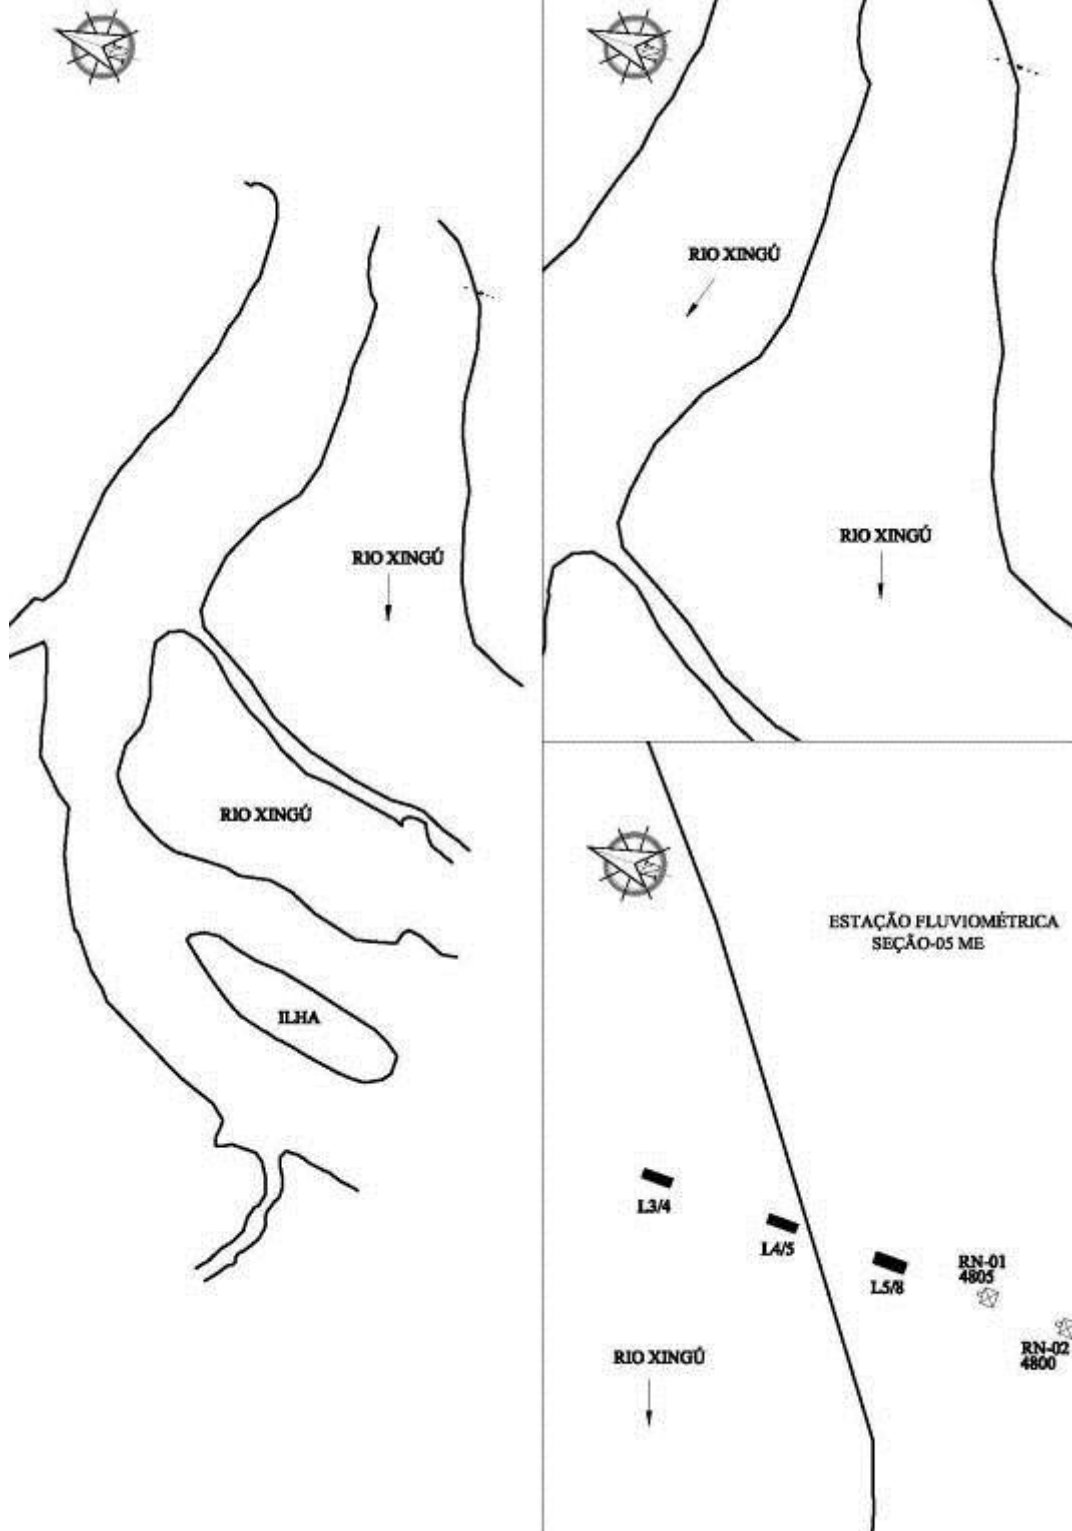 RIO XINGÚ
RIO XINGÚ
ILHA
RIO XINGÚ
RIO XINGÚ
ESTAÇÃO FLUVIOMÉTRICA
SEÇÃO-05 ME
L3/4
L4/5
L5/8
RN-01
4805
RN-02
4800
RIO XINGÚ